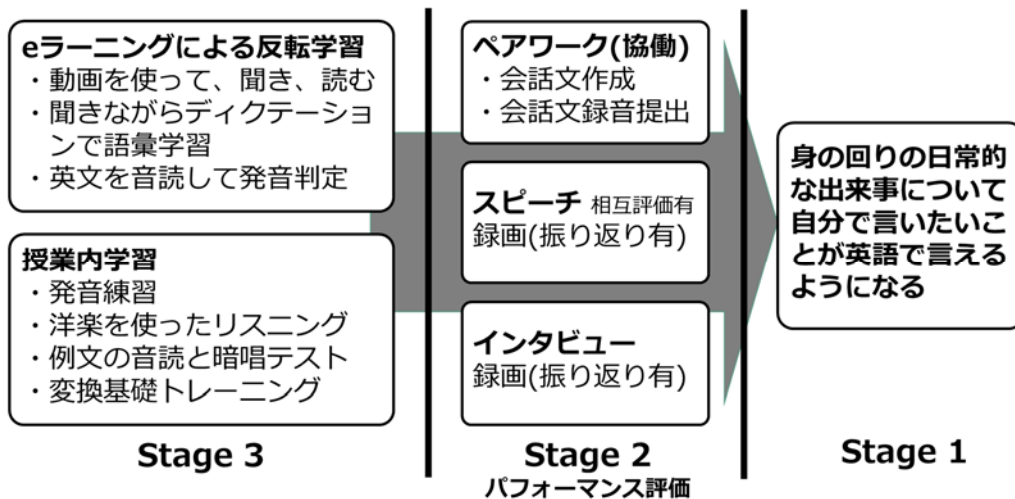 eラーニングによる反転学習
・動画を使って、聞き、読む
・聞きながらディクテーショ
ンで語彙学習
・英文を音読して発音判定
授業内学習
・発音練習
・洋楽を使ったリスニング
・例文の音読と暗唱テスト
・変換基礎トレーニング
Stage 3
ペアワーク(協働)
・会話文作成
・会話文録音提出
スピーチ 相互評価有
録画(振り返り有)
インタビュー
録画(振り返り有)
Stage 2
パフォーマンス評価
身の回りの日常的
な出来事について
自分で言いたいこ
とが英語で言える
ようになる
Stage 1